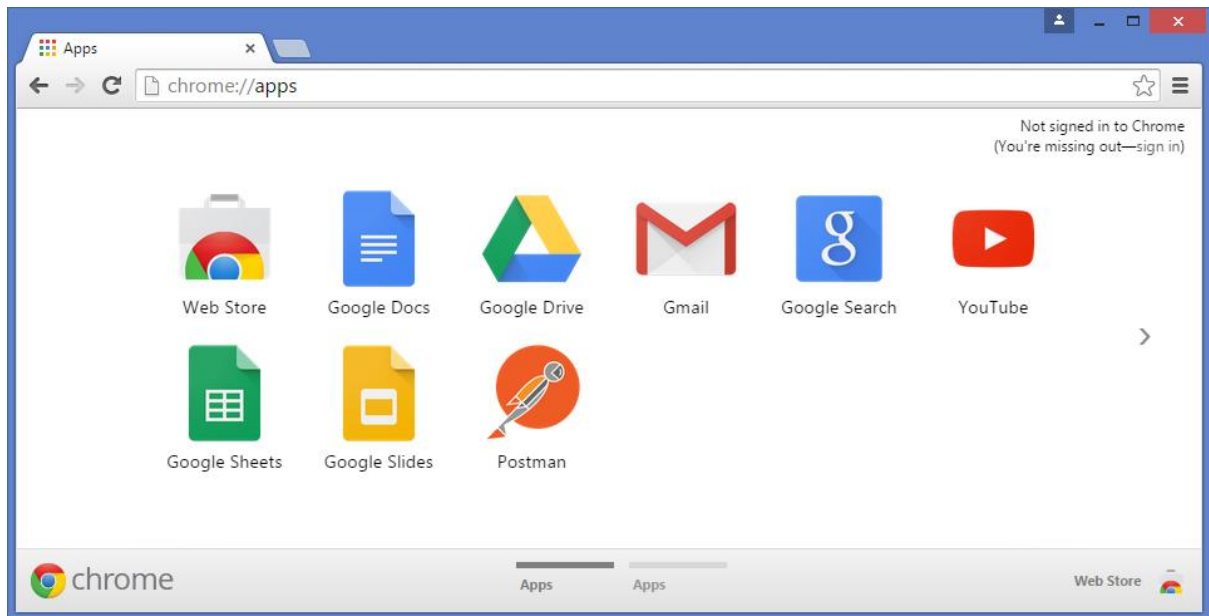 Apps
chrome://apps
Not signed in to Chrome
(You're missing out—sign in)
Web Store
Google Docs
Google Drive
Gmail
Google Search
YouTube
Google Sheets
Google Slides
Postman
chrome
Apps
Apps
Web Store